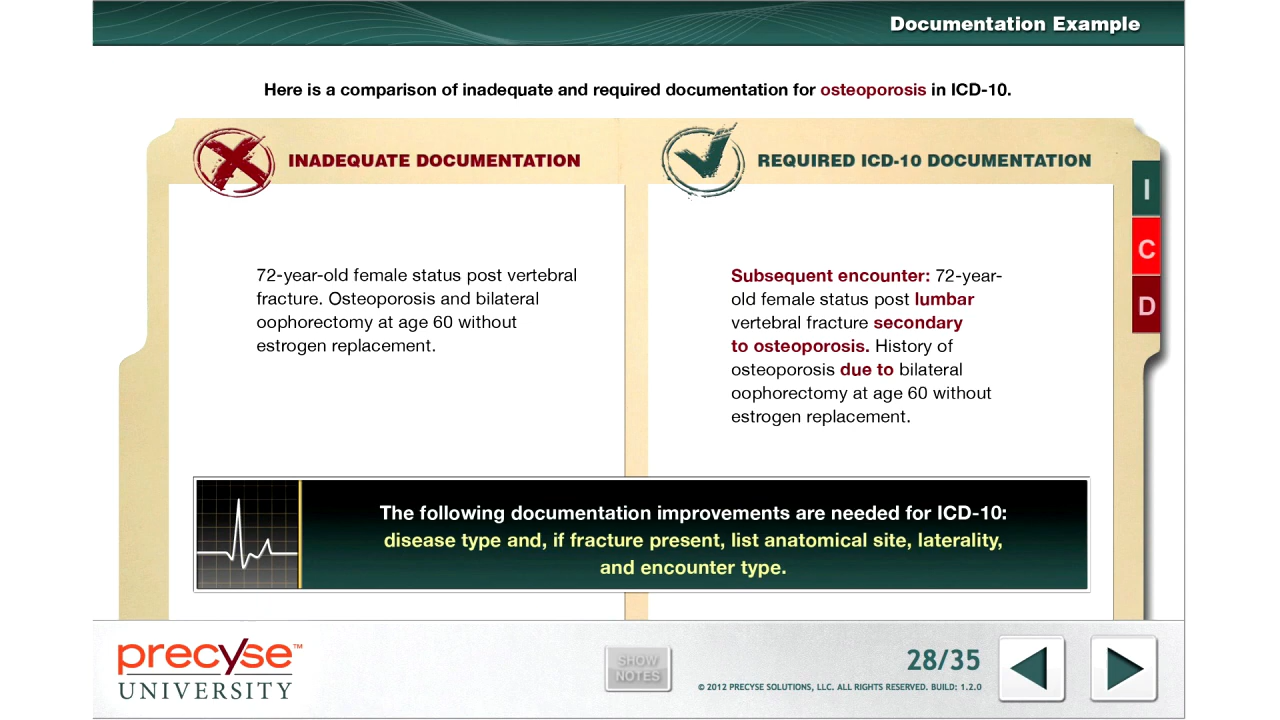 Documentation Example
Here is a comparison of inadequate and required documentation for osteoporosis in ICD-10.
INADEQUATE DOCUMENTATION
72-year-old female status post vertebral
fracture. Osteoporosis and bilateral
oophorectomy at age 60 without
estrogen replacement.
REQUIRED ICD-10 DOCUMENTATION
Subsequent encounter: 72-year-
old female status post lumbar
vertebral fracture secondary
to osteoporosis. History of
osteoporosis due to bilateral
oophorectomy at age 60 without
estrogen replacement.
I
C
D
The following documentation improvements are needed for ICD-10:
disease type and, if fracture present, list anatomical site, laterality,
and encounter type.
precyse™
UNIVERSITY
SHOW
NOTES
28/35
© 2012 PRECYSE SOLUTIONS, LLC. ALL RIGHTS RESERVED. BUILD: 1.2.0